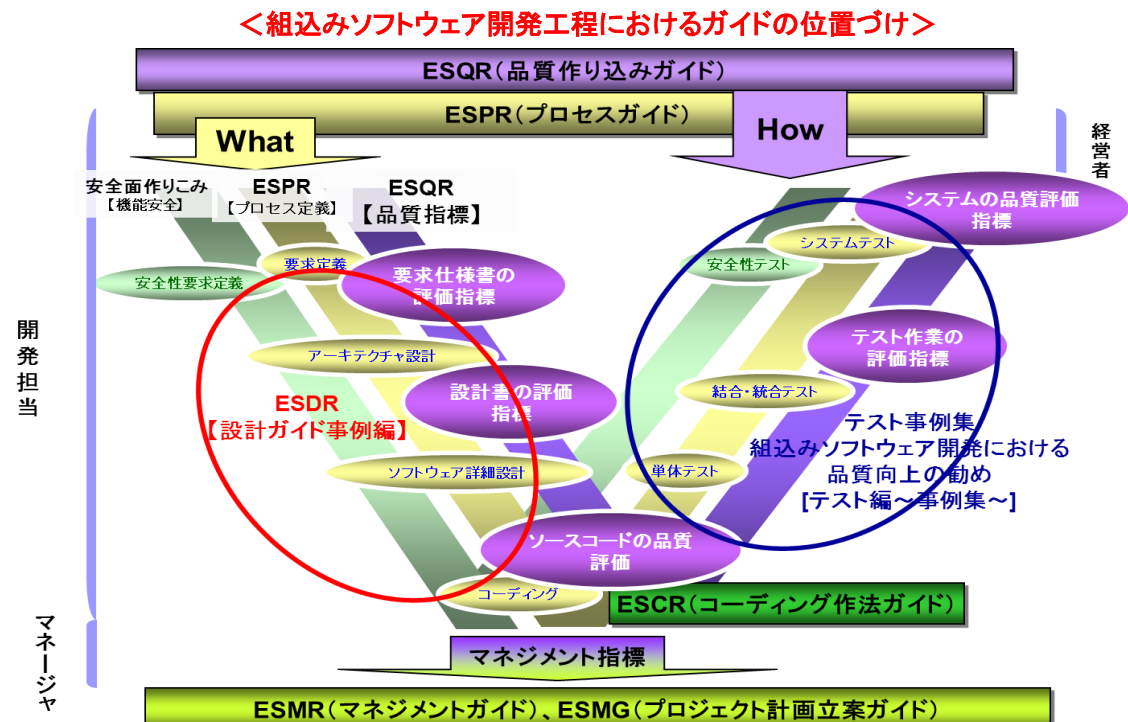 ＜組込みソフトウェア開発工程におけるガイドの位置づけ＞
ESQR（品質作り込みガイド）
ESPR（プロセスガイド）
What
How
経営者
安全面作りこみ
【機能安全】
ESPR
【プロセス定義】
ESQR
【品質指標】
システムの品質評価
指標
システムテスト
安全性テスト
要求定義
安全性要求定義
要求仕様書の
評価指標
開発担当
アーキテクチャ設計
テスト作業の
評価指標
設計書の評価
指標
結合・統合テスト
ESDR
【設計ガイド事例編】
テスト事例集
組込みソフトウェア開発における
品質向上の勧め
[テスト編～事例集～]
ソフトウェア詳細設計
単体テスト
ソースコードの品質
評価
コーディング
ESCR（コーディング作法ガイド）
マネージャ
マネジメント指標
ESMR（マネジメントガイド）、ESMG（プロジェクト計画立案ガイド）